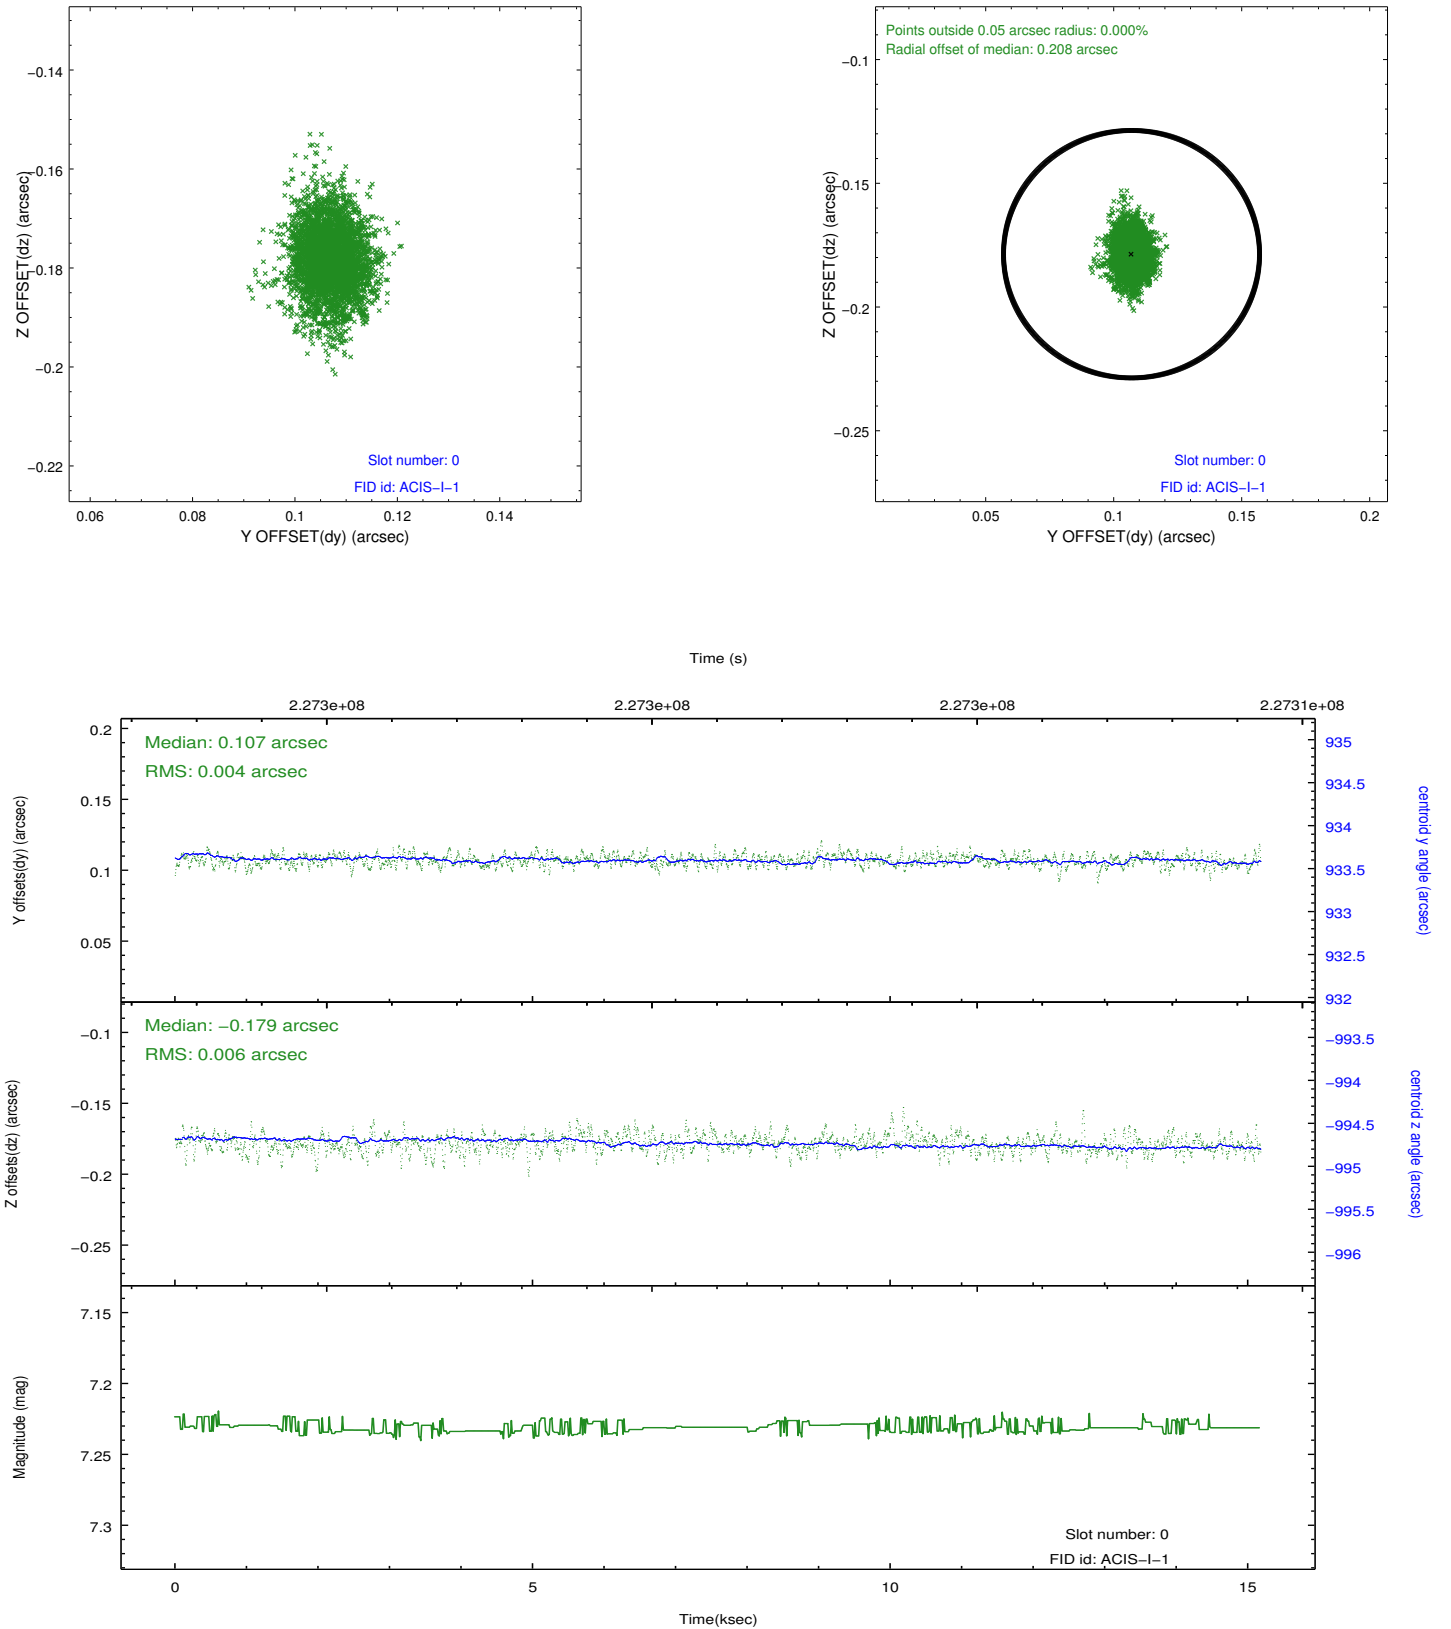 −0.14
−0.16
−0.18
−0.2
−0.22
Z OFFSET(dz) (arcsec)
Slot number: 0
FID id: ACIS−I−1
0.06
0.08
0.1
0.12
0.14
Y OFFSET(dy) (arcsec)
Points outside 0.05 arcsec radius: 0.000%
Radial offset of median: 0.208 arcsec
−0.1
−0.15
−0.2
−0.25
Z OFFSET(dz) (arcsec)
Slot number: 0
FID id: ACIS−I−1
0.05
0.1
0.15
0.2
Y OFFSET(dy) (arcsec)
Time (s)
2.273e+08
2.273e+08
2.273e+08
2.2731e+08
Median: 0.107 arcsec
RMS: 0.004 arcsec
0.2
0.15
0.1
0.05
Y offsets(dy) (arcsec)
935
934.5
934
933.5
933
932.5
932
centroid y angle (arcsec)
Median: −0.179 arcsec
RMS: 0.006 arcsec
−0.1
−0.15
−0.2
−0.25
Z offsets(dz) (arcsec)
−993.5
−994
−994.5
−995
−995.5
−996
centroid z angle (arcsec)
7.15
7.2
7.25
7.3
Magnitude (mag)
Slot number: 0
FID id: ACIS−I−1
0
5
10
15
Time(ksec)